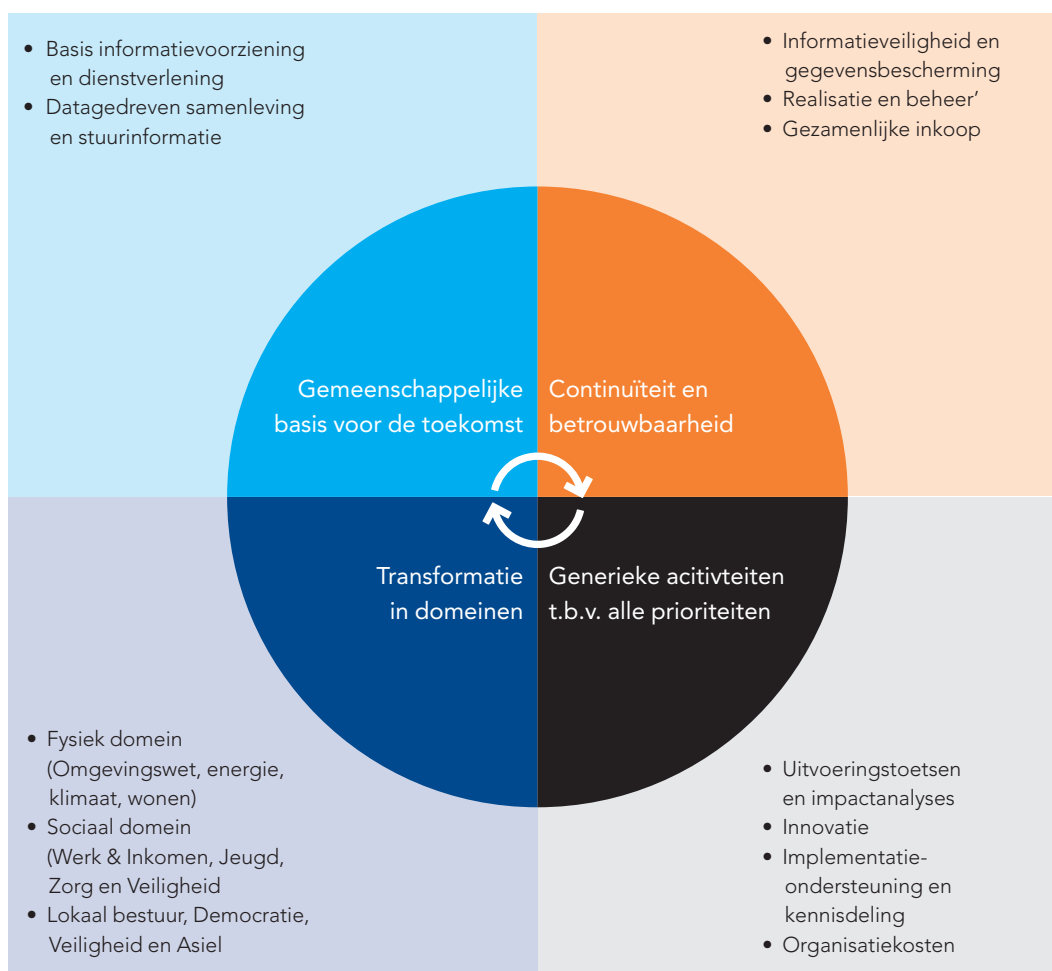 • Basis informatievoorziening
en dienstverlening
• Datagedreven samenleving
en stuurinformatie
• Informatieveiligheid en
gegevensbescherming
• Realisatie en beheer’
• Gezamenlijke inkoop
Gemeenschappelijke
basis voor de toekomst
Continuïteit en
betrouwbaarheid
Transformatie
in domeinen
Generieke acitivteiten
t.b.v. alle prioriteiten
• Fysiek domein
(Omgevingswet, energie,
klimaat, wonen)
• Sociaal domein
(Werk & Inkomen, Jeugd,
Zorg en Veiligheid
• Lokaal bestuur, Democratie,
Veiligheid en Asiel
• Uitvoeringstoetsen
en impactanalyses
• Innovatie
• Implementatie-
ondersteuning en
kennisdeling
• Organisatiekosten